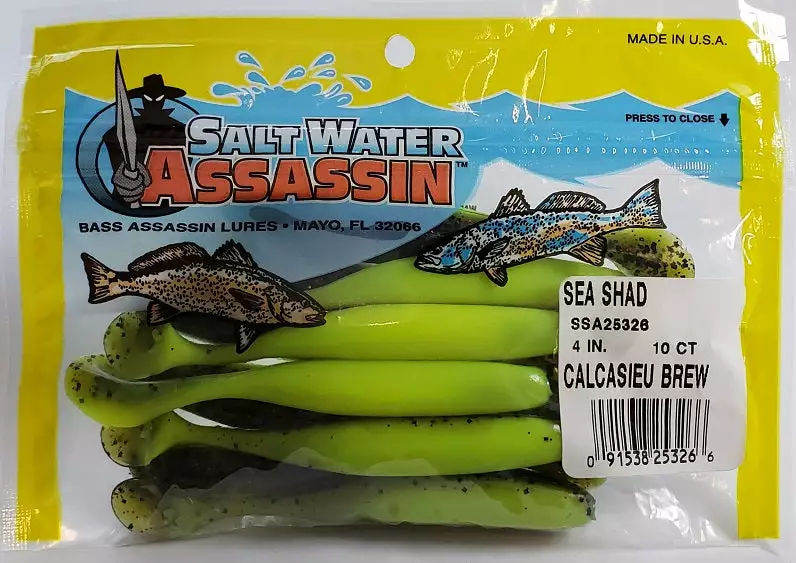 MADE IN U.S.A.
PRESS TO CLOSE
SALT WATER
ASSASSIN™
BASS ASSASSIN LURES • MAYO, FL 32066
SEA SHAD
SSA25326
4 IN. 10 CT
CALCASIEU BREW
0 91538 25326 6